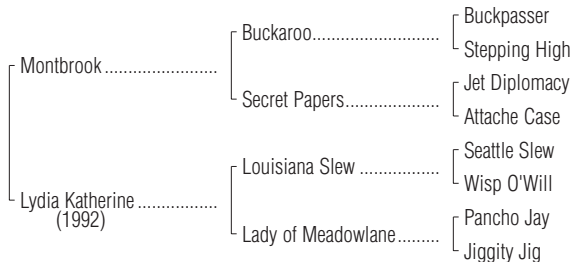 Buckpasser
Buckaroo....................................
Stepping High
Montbrook ................................
Jet Diplomacy
Secret Papers...........................
Attache Case
Seattle Slew
Louisiana Slew .......................
Wisp O'Will
Lydia Katherine ......................
(1992)
Pancho Jay
Lady of Meadowlane............
Jiggity Jig